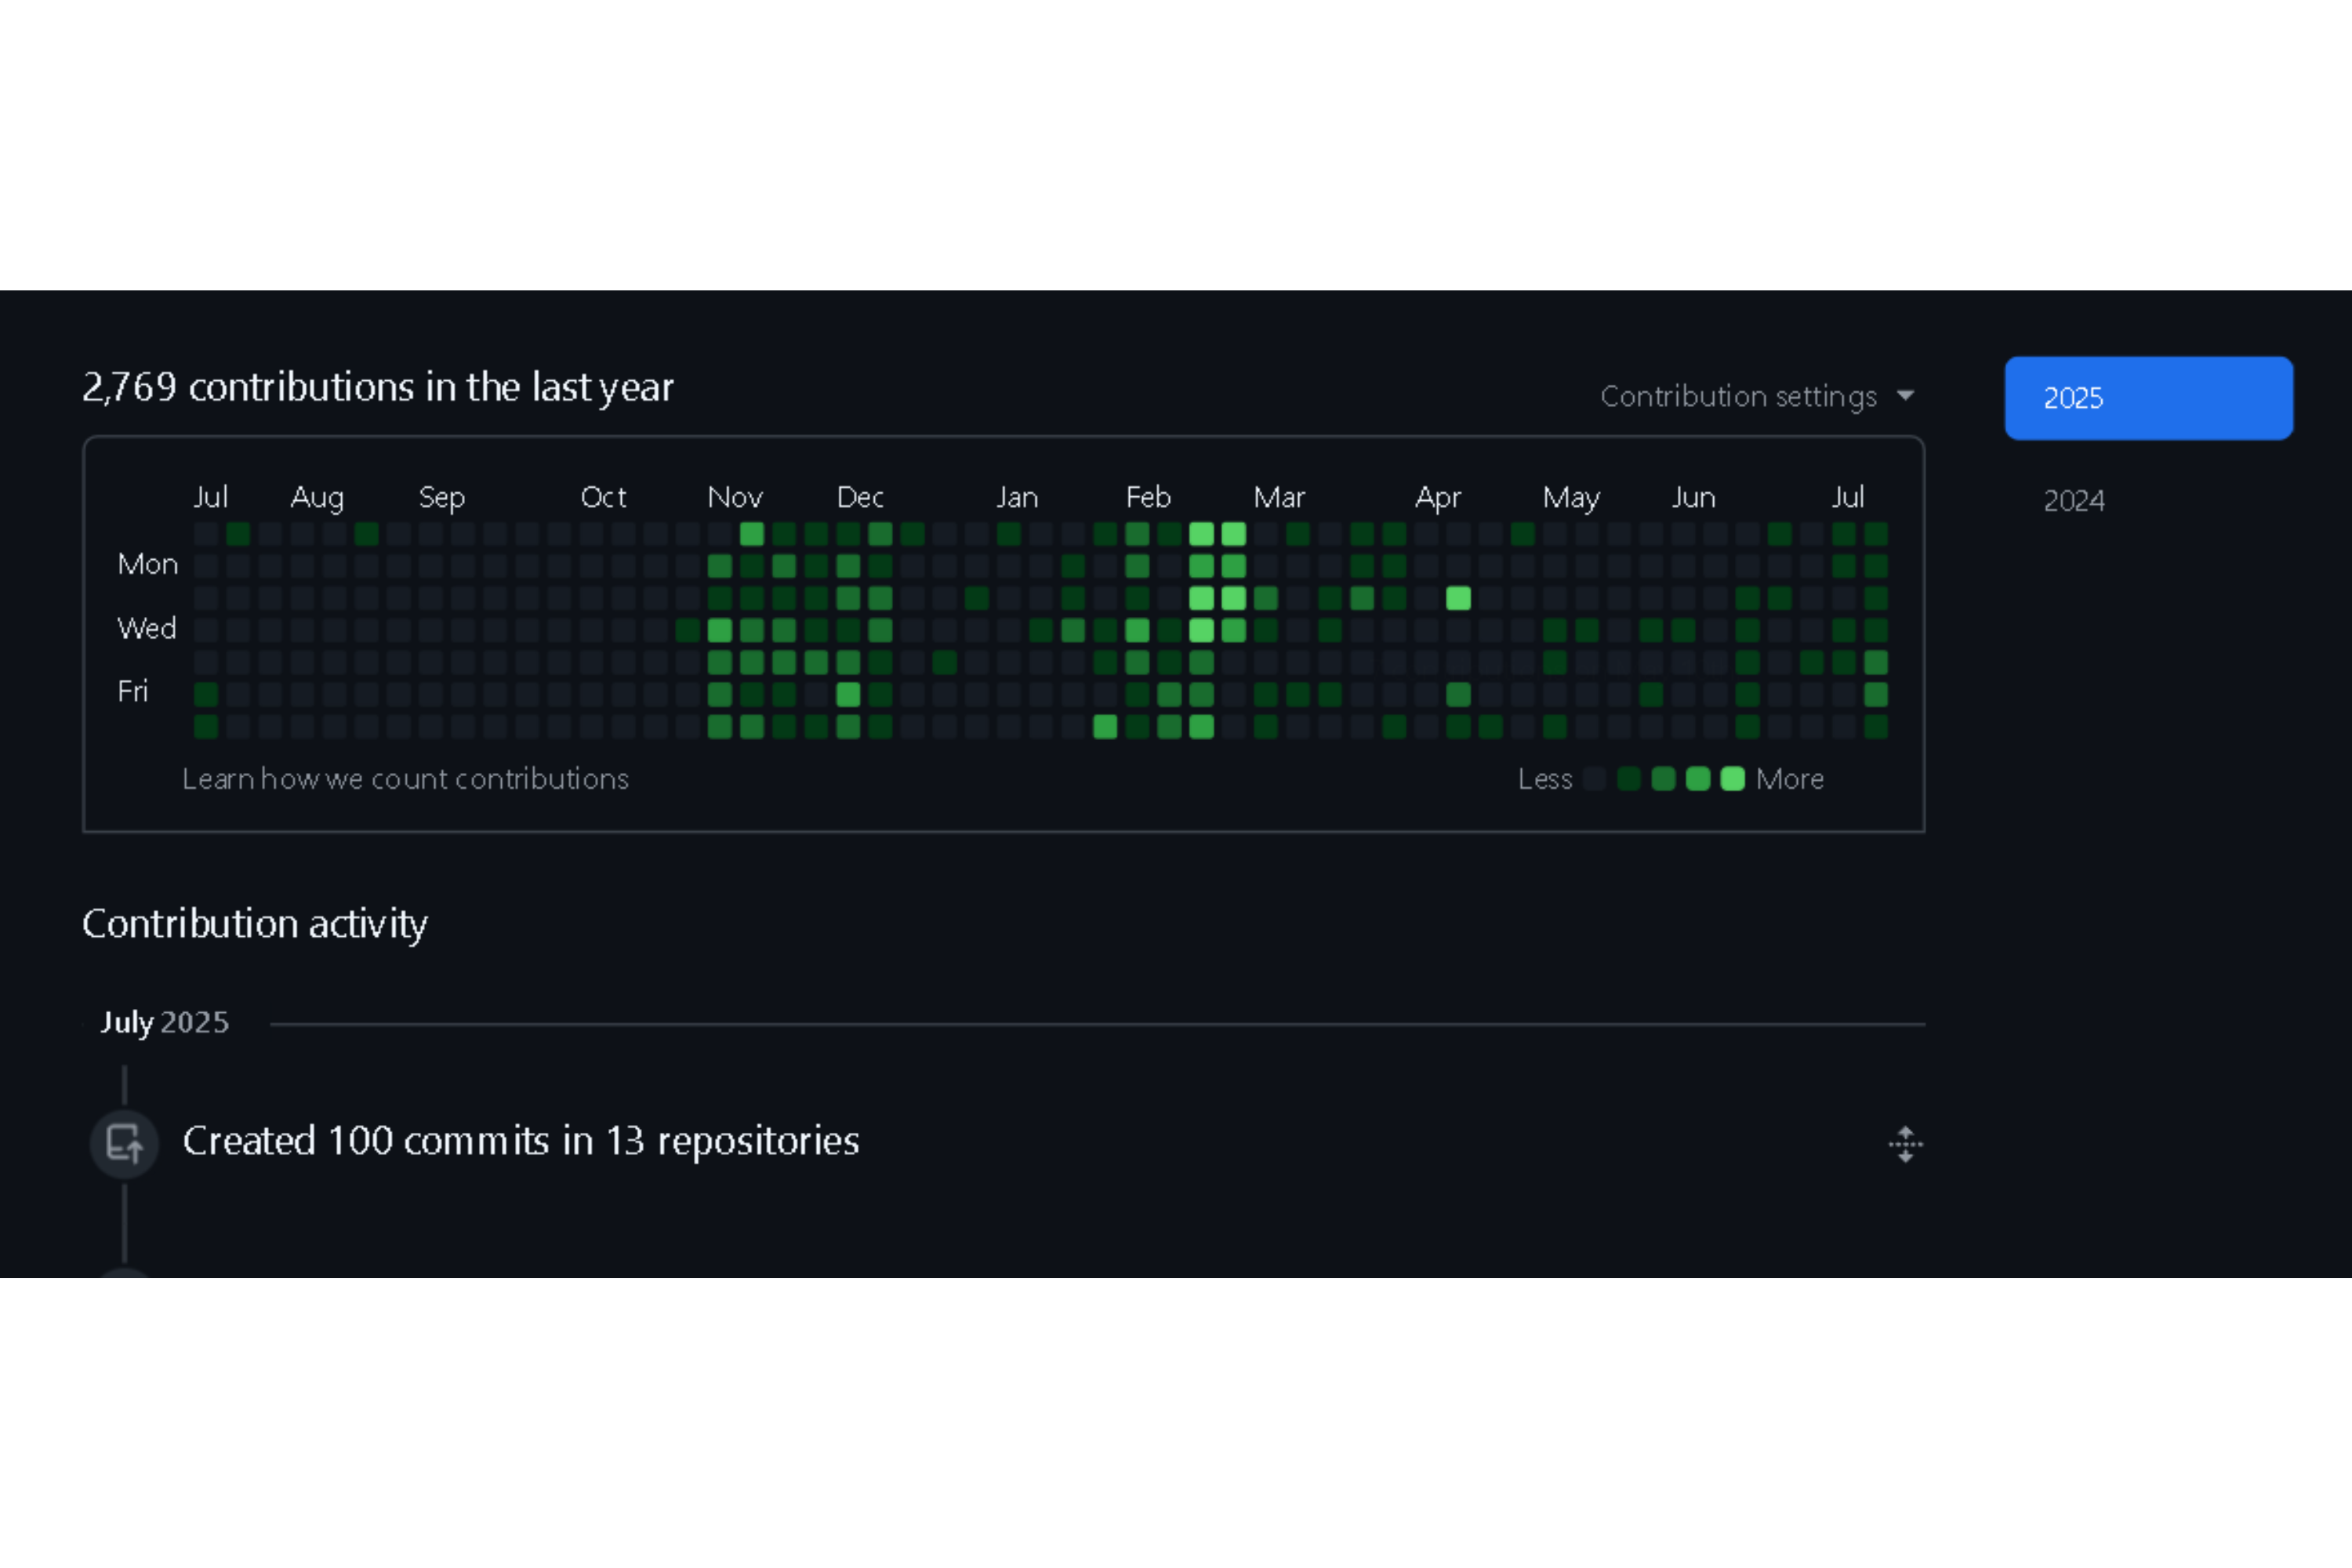 2,769 contributions in the last year
Contribution settings
2025
2024
Jul Aug Sep Oct Nov Dec Jan Feb Mar Apr May Jun Jul
Mon
Wed
Fri
Learn how we count contributions
Less More
Contribution activity
July 2025
Created 100 commits in 13 repositories